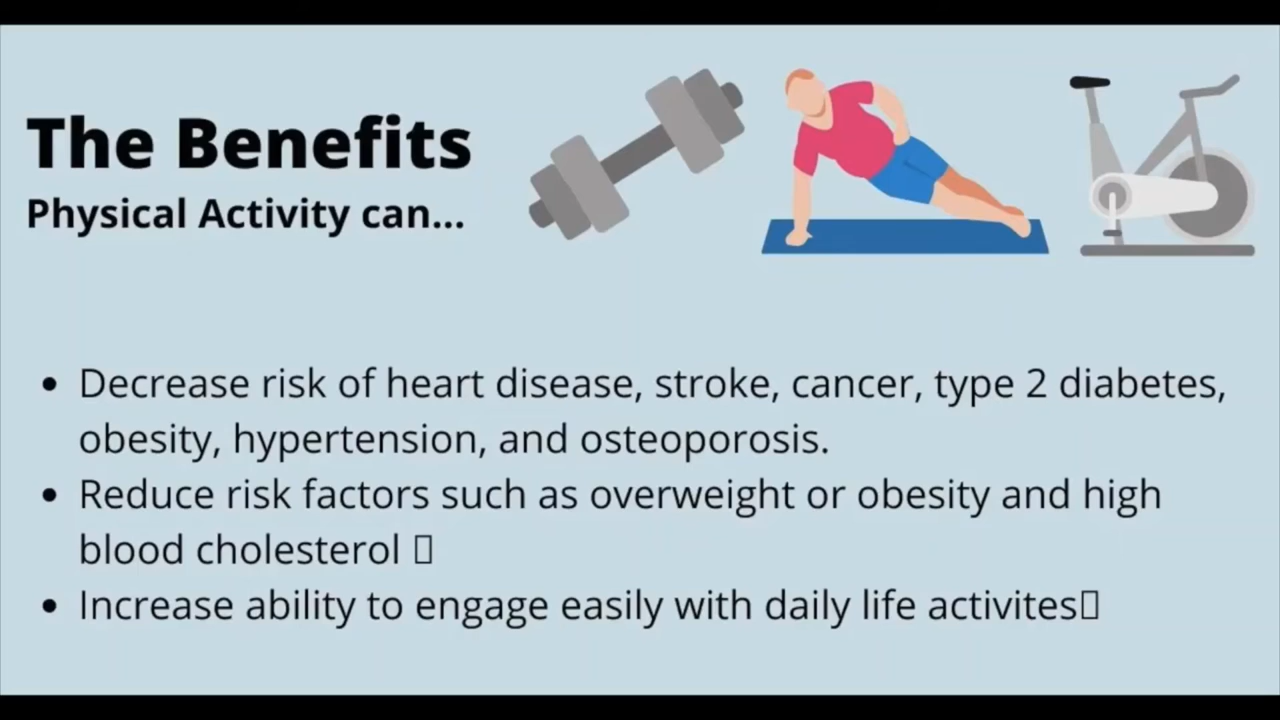 The Benefits
Physical Activity can...
• Decrease risk of heart disease, stroke, cancer, type 2 diabetes,
obesity, hypertension, and osteoporosis.
• Reduce risk factors such as overweight or obesity and high
blood cholesterol 
• Increase ability to engage easily with daily life activites